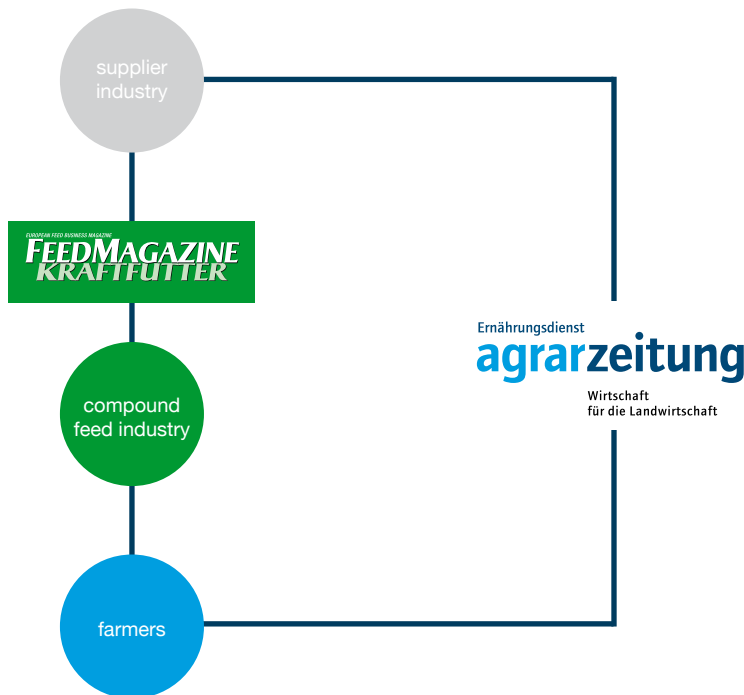 supplier
industry
EUROPEAN FEED BUSINESS MAGAZINE
FEEDMAGAZINE
KRAFTFUTTER
Ernährungsdienst
agrarzeitung
Wirtschaft
für die Landwirtschaft
compound
feed industry
farmers